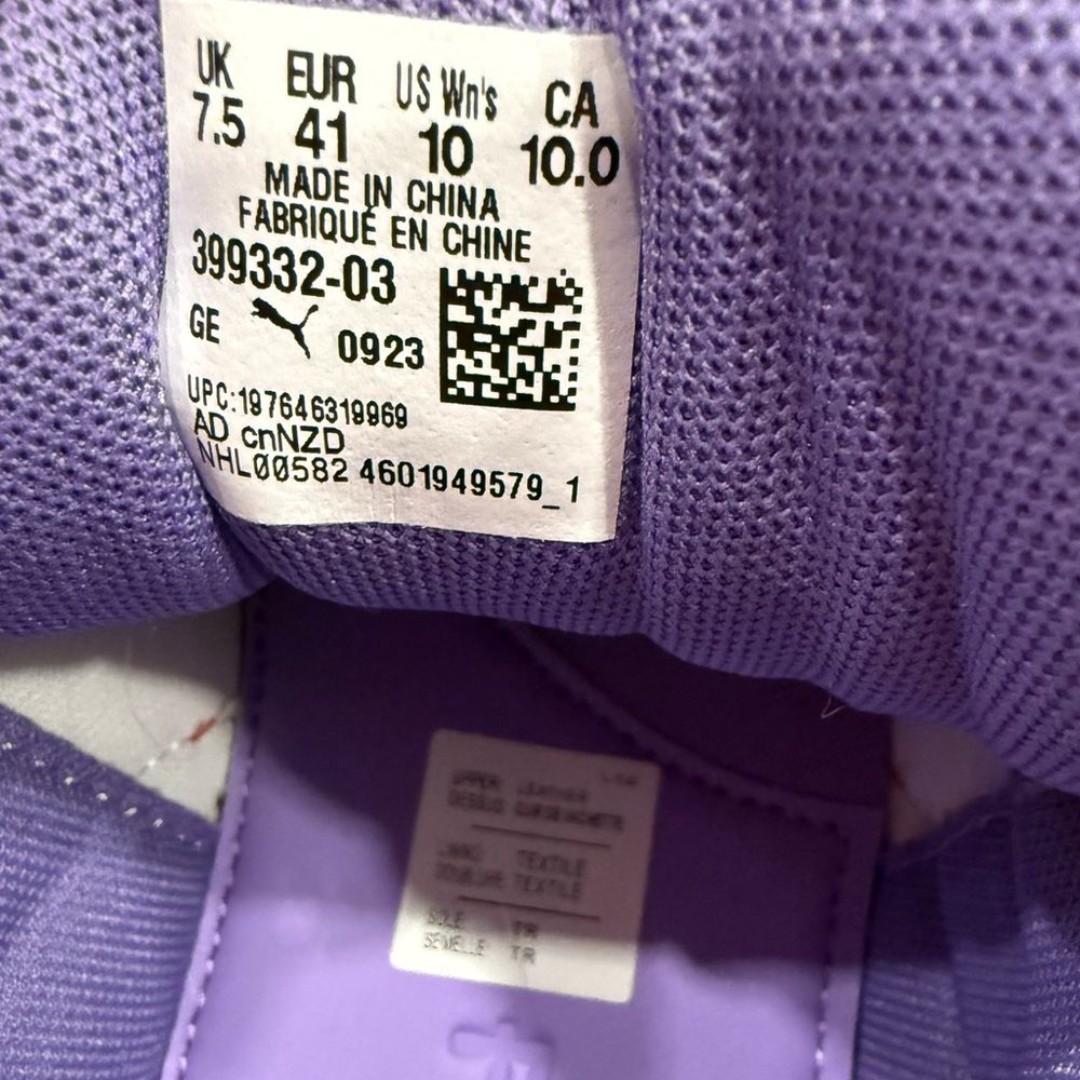 UK EUR US Wn's CA
7.5 41 10 10.0
MADE IN CHINA
FABRIQUÉ EN CHINE
399332-03
GE 0923
UPC:197646319969
AD cnNZD
NHL00582 4601949579_1
UPPER LEATHER
DESSUS
TEXTILE
DOUBLURE TEXTILE
SOLE TR
SEMELLE TR